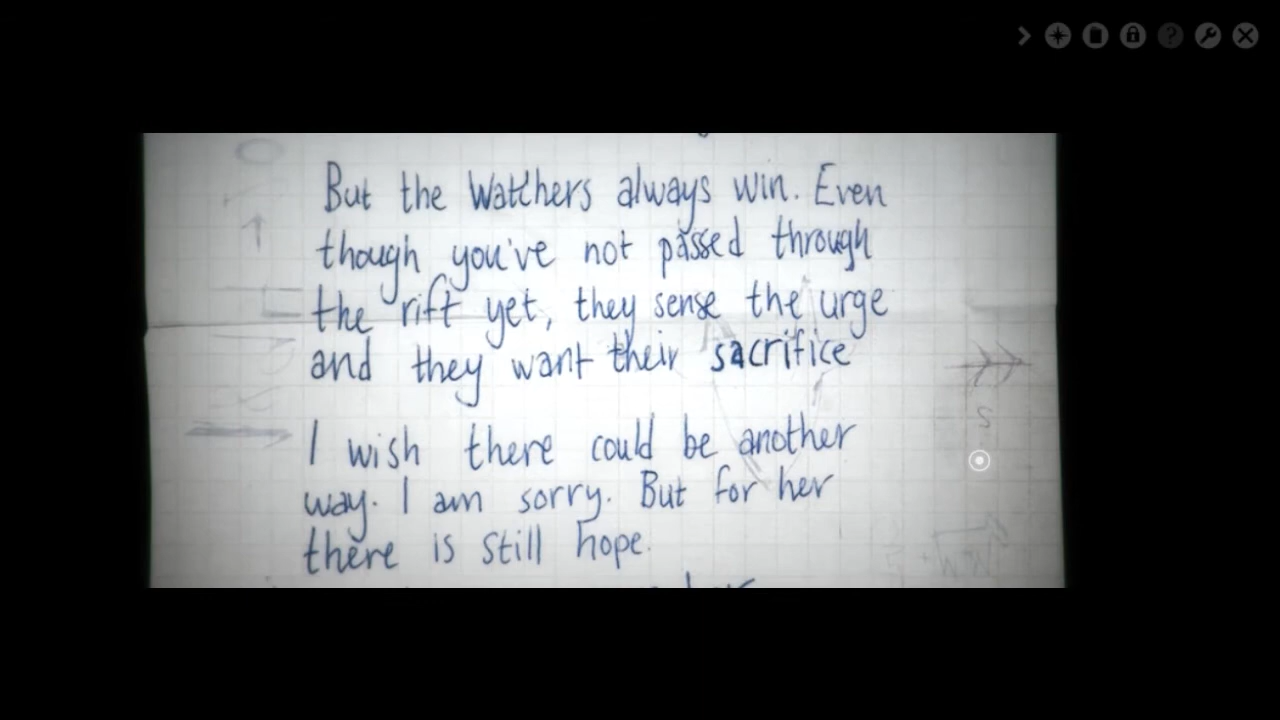 But the Watchers always win. Even
though you've not passed through
the rift yet, they sense the urge
and they want their sacrifice
I wish there could be another
way. I am sorry. But for her
there is still hope.